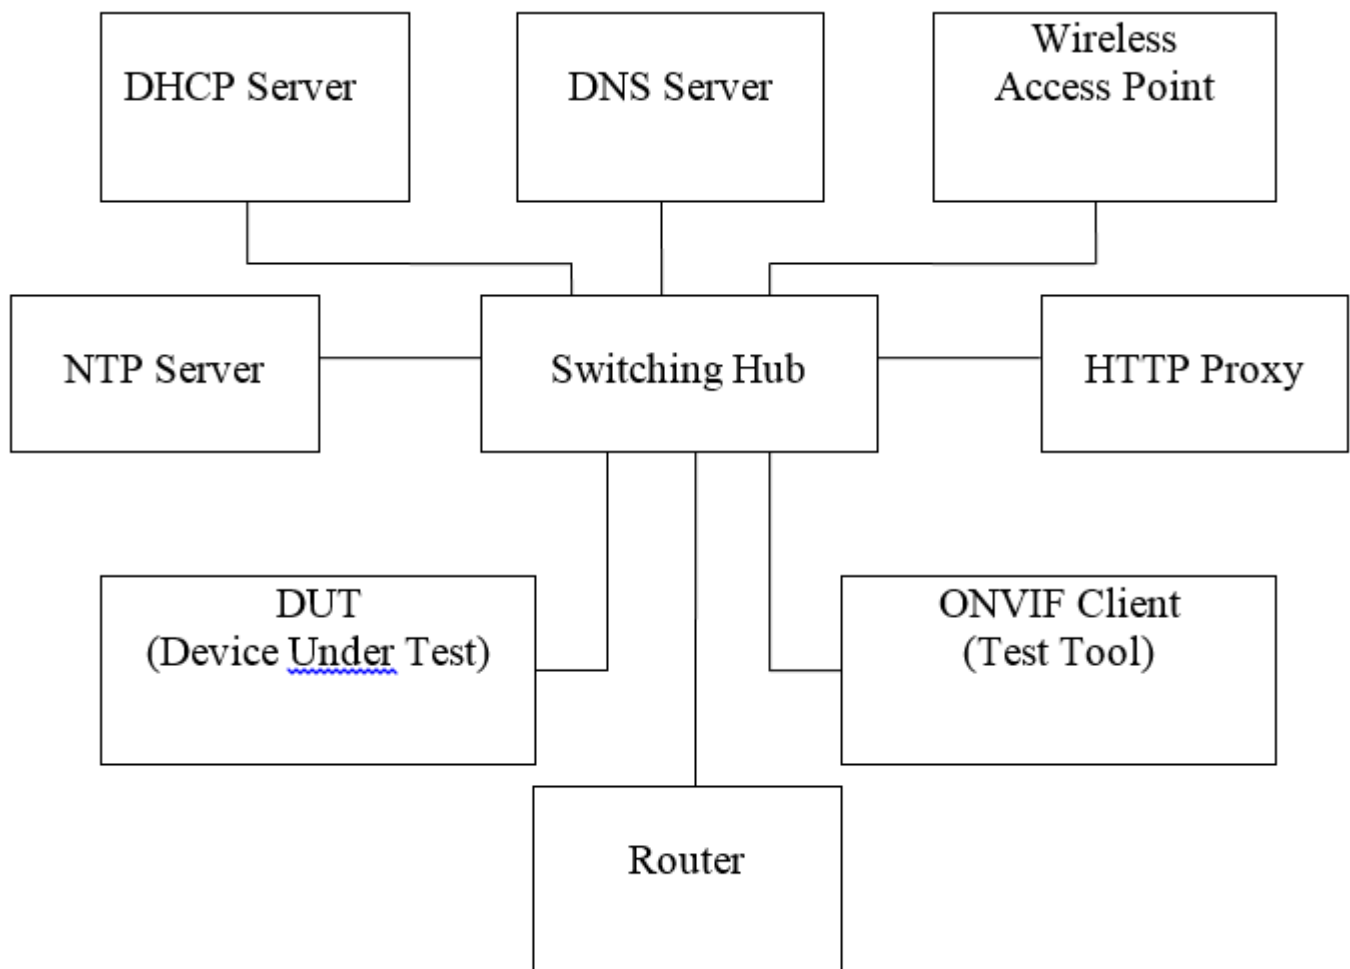 DHCP Server
DNS Server
Wireless
Access Point
NTP Server
Switching Hub
HTTP Proxy
DUT
(Device Under Test)
ONVIF Client
(Test Tool)
Router